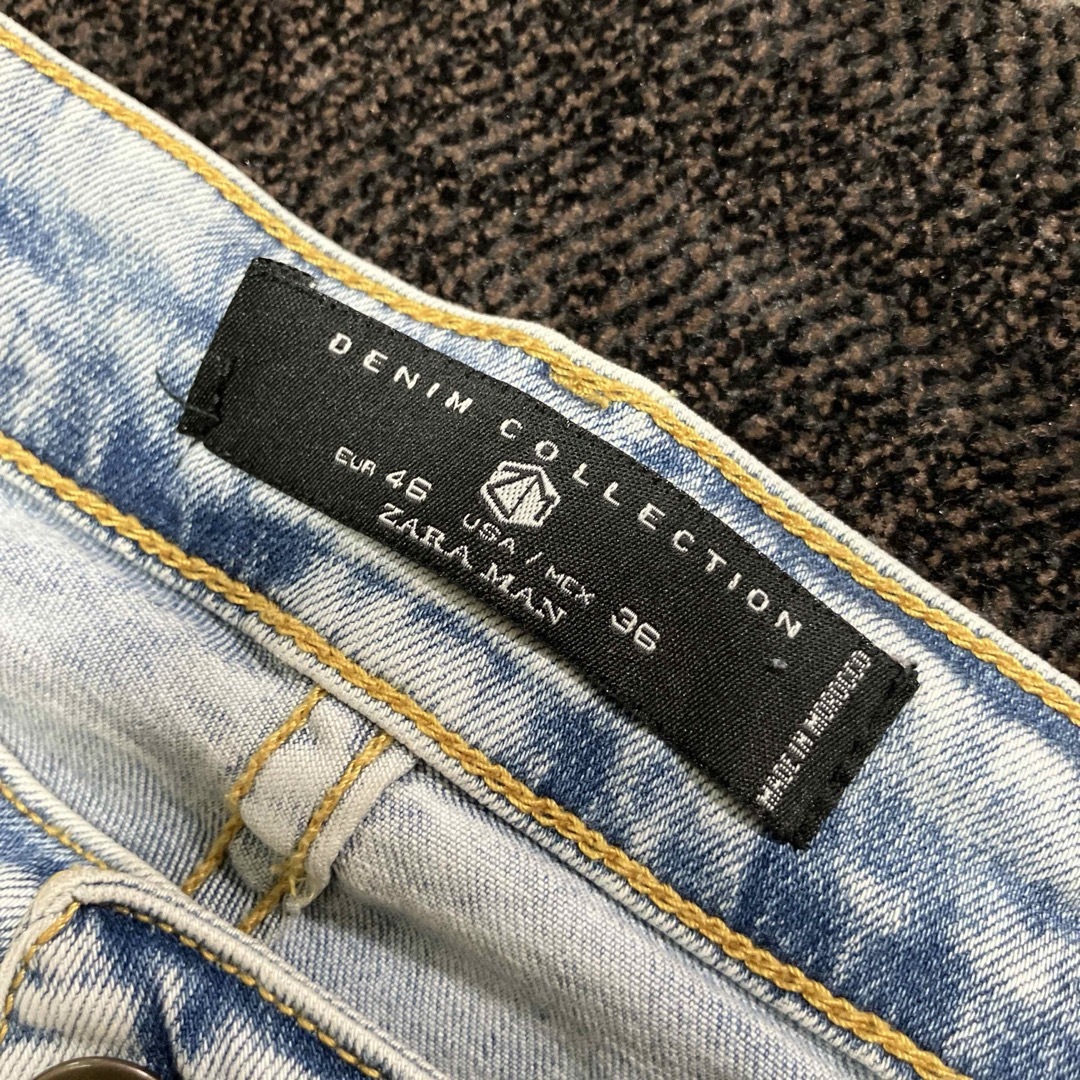 DENIM COLLECTION
EUR 46 USA / MEX 36
ZARA MAN
MADE IN MOROCCO